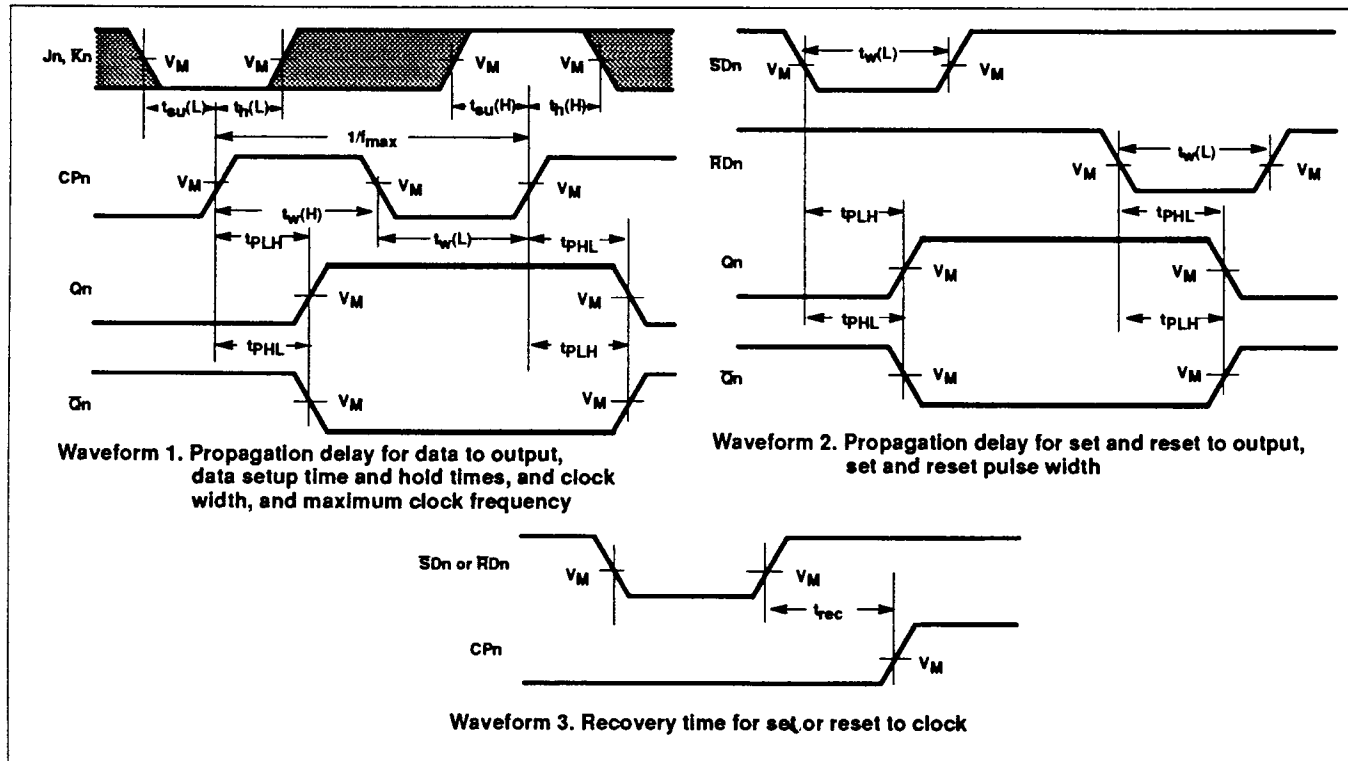 Jn, K̅n
VM VM VM VM
tsu(L) th(L) tsu(H) th(H)
1/fmax
CPn
VM VM VM
tw(H)
tPLH tw(L) tPHL
Qn
VM VM
tPHL tPLH
Q̅n
VM VM
Waveform 1. Propagation delay for data to output,
data setup time and hold times, and clock
width, and maximum clock frequency
S̅Dn
tw(L)
VM VM
R̅Dn
tw(L)
VM VM
tPLH tPHL
Qn
VM VM
tPHL tPLH
Q̅n
VM VM
Waveform 2. Propagation delay for set and reset to output,
set and reset pulse width
S̅Dn or R̅Dn
VM VM
trec
CPn
VM
Waveform 3. Recovery time for set or reset to clock